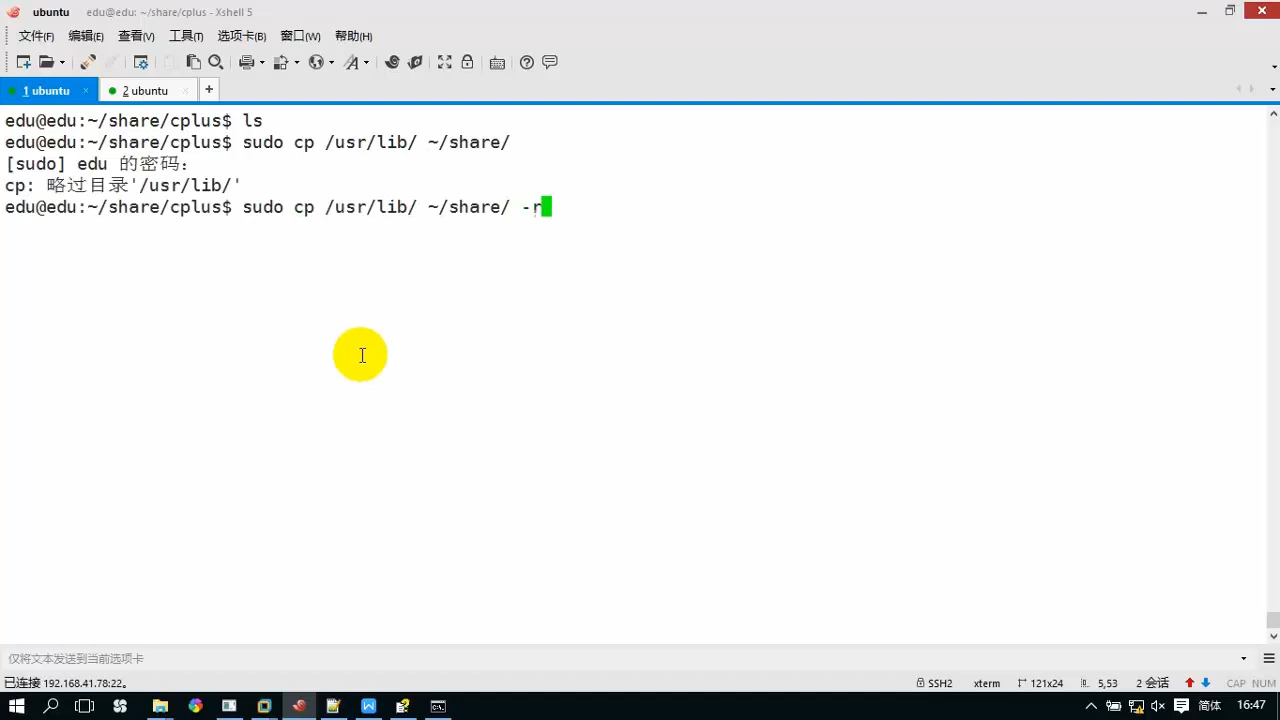 ubuntu edu@edu: ~/share/cplus - Xshell 5
文件(F) 编辑(E) 查看(V) 工具(T) 选项卡(B) 窗口(W) 帮助(H)
1 ubuntu × 2 ubuntu × +
edu@edu:~/share/cplus$ ls
edu@edu:~/share/cplus$ sudo cp /usr/lib/ ~/share/
[sudo] edu 的密码：
cp: 略过目录'/usr/lib/'
edu@edu:~/share/cplus$ sudo cp /usr/lib/ ~/share/ -r
仅将文本发送到当前选项卡
已连接 192.168.41.78:22。 SSH2 xterm 121x24 5,53 2 会话 CAP NUM
简体 16:47